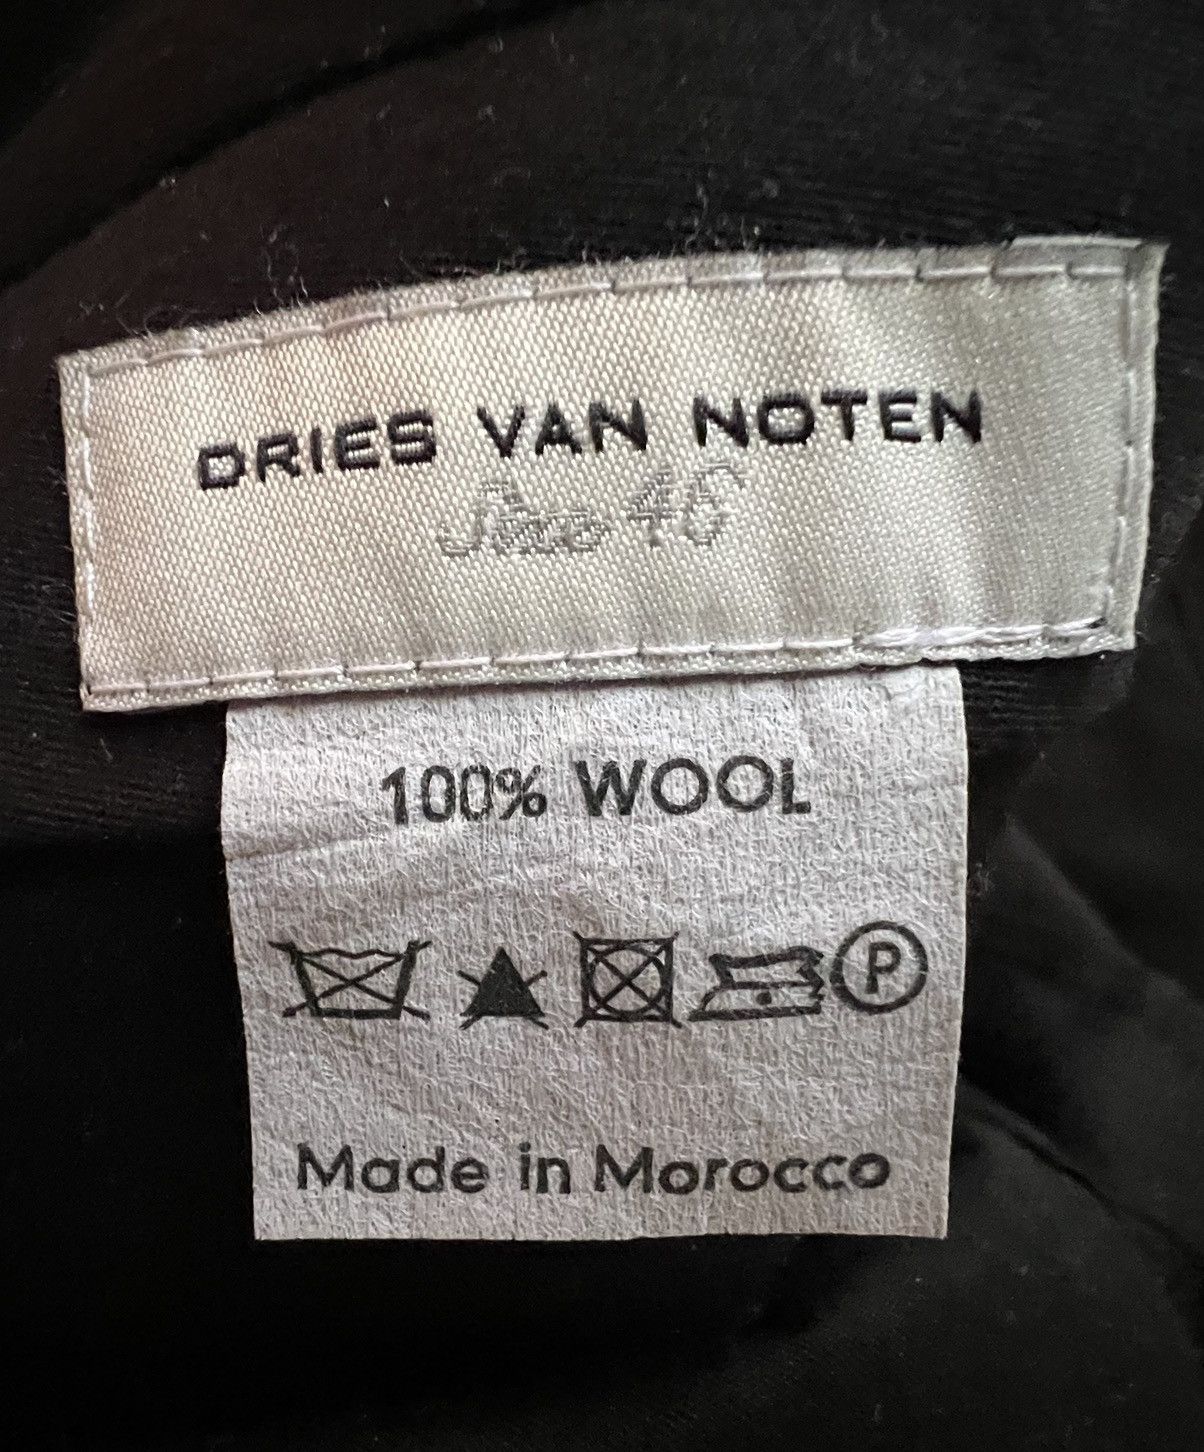 DRIES VAN NOTEN
Size 46
100% WOOL
P
Made in Morocco